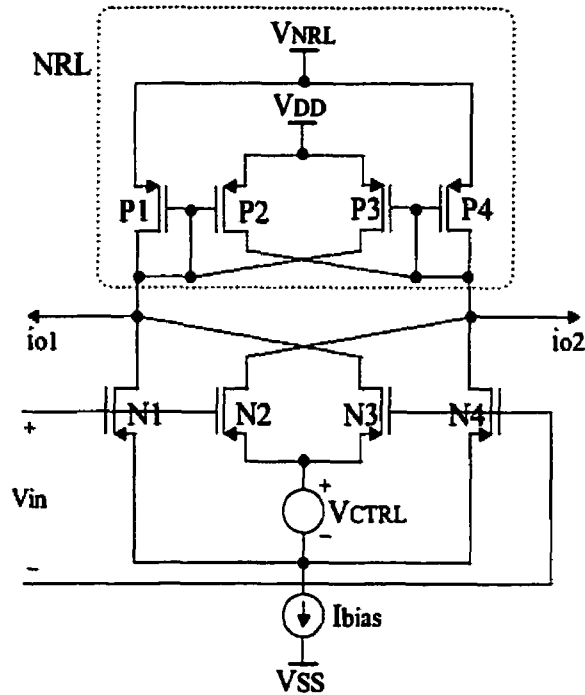 VNRL
NRL
VDD
P1
P2
P3
P4
io1
io2
N1
N2
N3
N4
+
Vin
−
+
VCTRL
−
Ibias
VSS